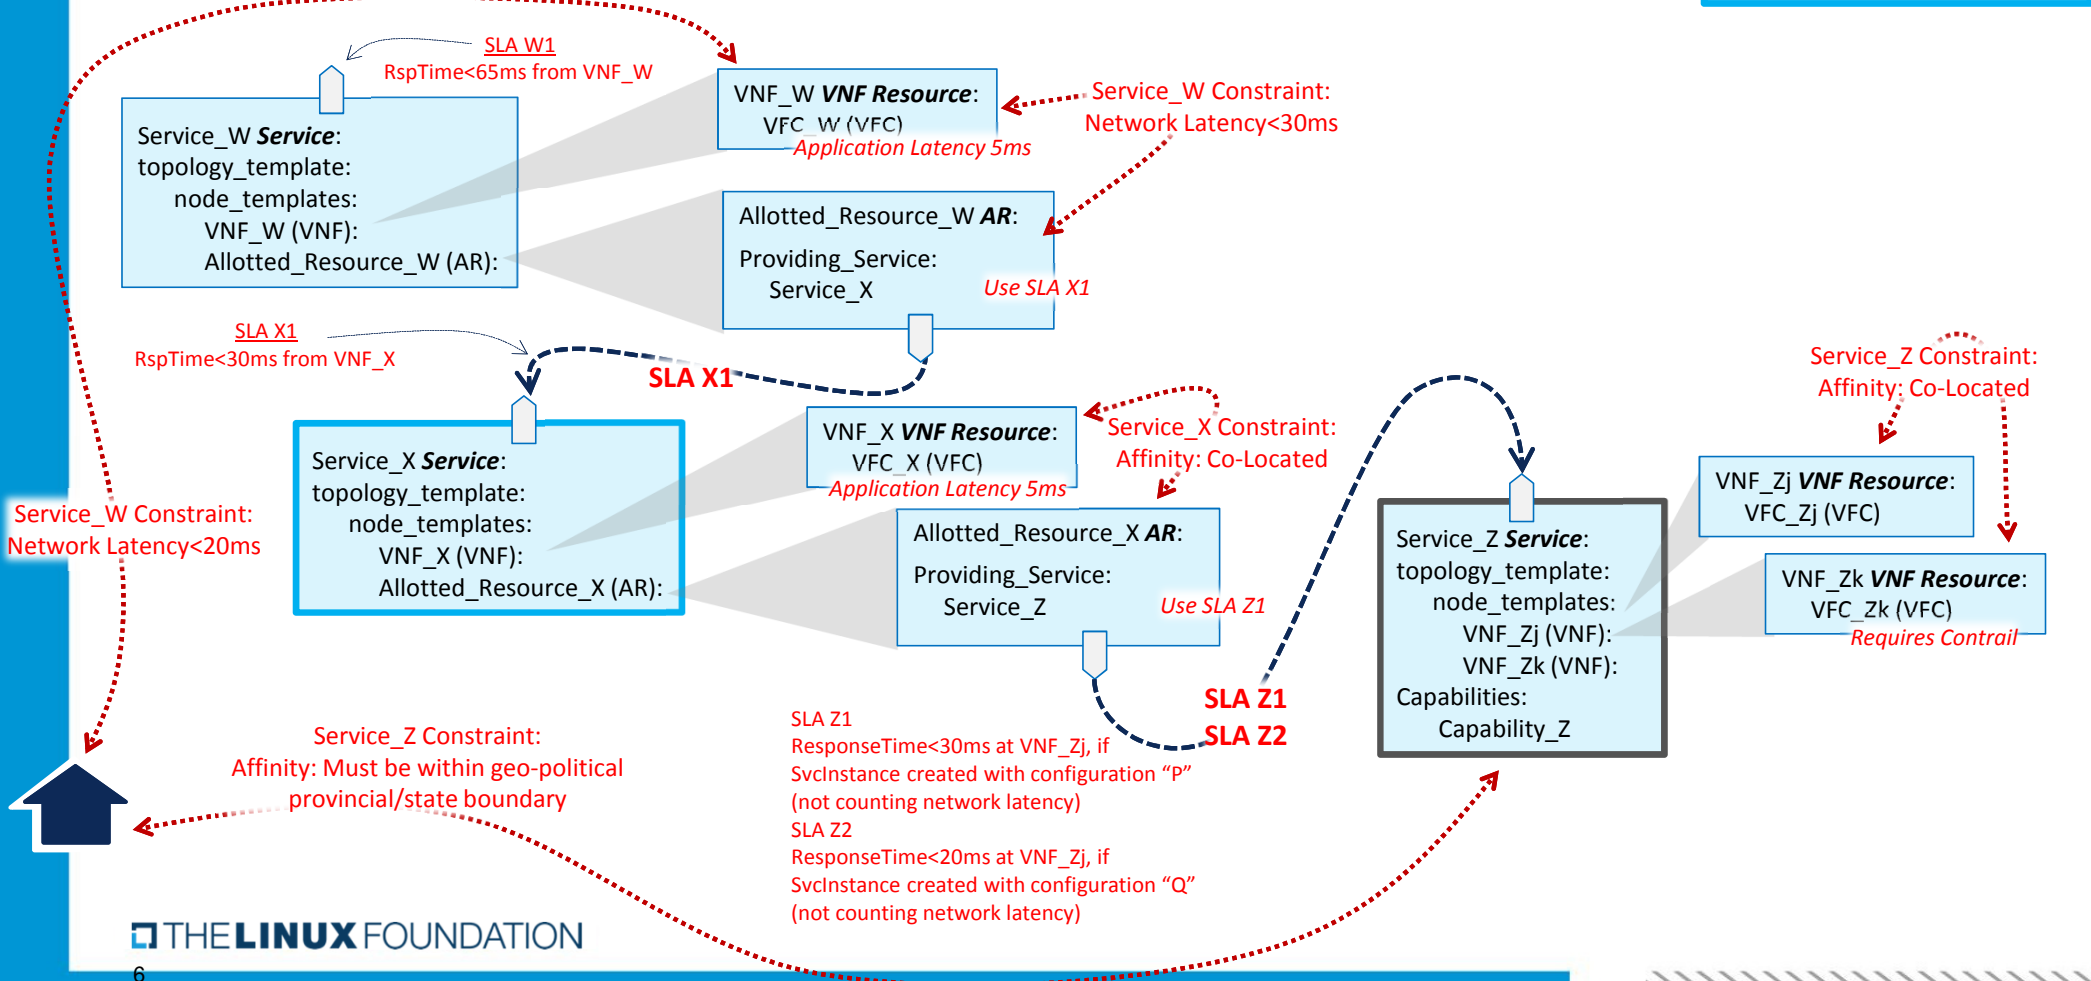 SLA W1
RspTime<65ms from VNF_W
Service_W Service:
topology_template:
node_templates:
VNF_W (VNF):
Allotted_Resource_W (AR):
VNF_W VNF Resource:
VFC_W (VFC)
Application Latency 5ms
Service_W Constraint:
Network Latency<30ms
Allotted_Resource_W AR:
Providing_Service:
Service_X
Use SLA X1
SLA X1
RspTime<30ms from VNF_X
SLA X1
Service_X Service:
topology_template:
node_templates:
VNF_X (VNF):
Allotted_Resource_X (AR):
VNF_X VNF Resource:
VFC_X (VFC)
Application Latency 5ms
Service_X Constraint:
Affinity: Co-Located
Allotted_Resource_X AR:
Providing_Service:
Service_Z
Use SLA Z1
Service_Z Constraint:
Affinity: Co-Located
VNF_Zj VNF Resource:
VFC_Zj (VFC)
VNF_Zk VNF Resource:
VFC_Zk (VFC)
Requires Contrail
Service_Z Service:
topology_template:
node_templates:
VNF_Zj (VNF):
VNF_Zk (VNF):
Capabilities:
Capability_Z
Service_W Constraint:
Network Latency<20ms
SLA Z1
SLA Z2
Service_Z Constraint:
Affinity: Must be within geo-political
provincial/state boundary
SLA Z1
ResponseTime<30ms at VNF_Zj, if
SvcInstance created with configuration “P”
(not counting network latency)
SLA Z2
ResponseTime<20ms at VNF_Zj, if
SvcInstance created with configuration “Q”
(not counting network latency)
THE LINUX FOUNDATION
6